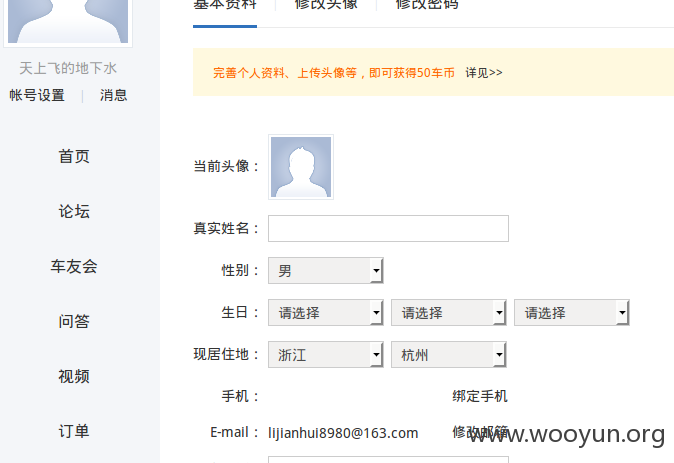 基本资料 修改头像 修改密码
完善个人资料、上传头像等，即可获得50车币 详见>>
天上飞的地下水
帐号设置 消息
首页
论坛
车友会
问答
视频
订单
当前头像：
真实姓名：
性别： 男
生日： 请选择 请选择 请选择
现居住地： 浙江 杭州
手机： 绑定手机
E-mail： lijianhui8980@163.com 修改邮箱
www.wooyun.org